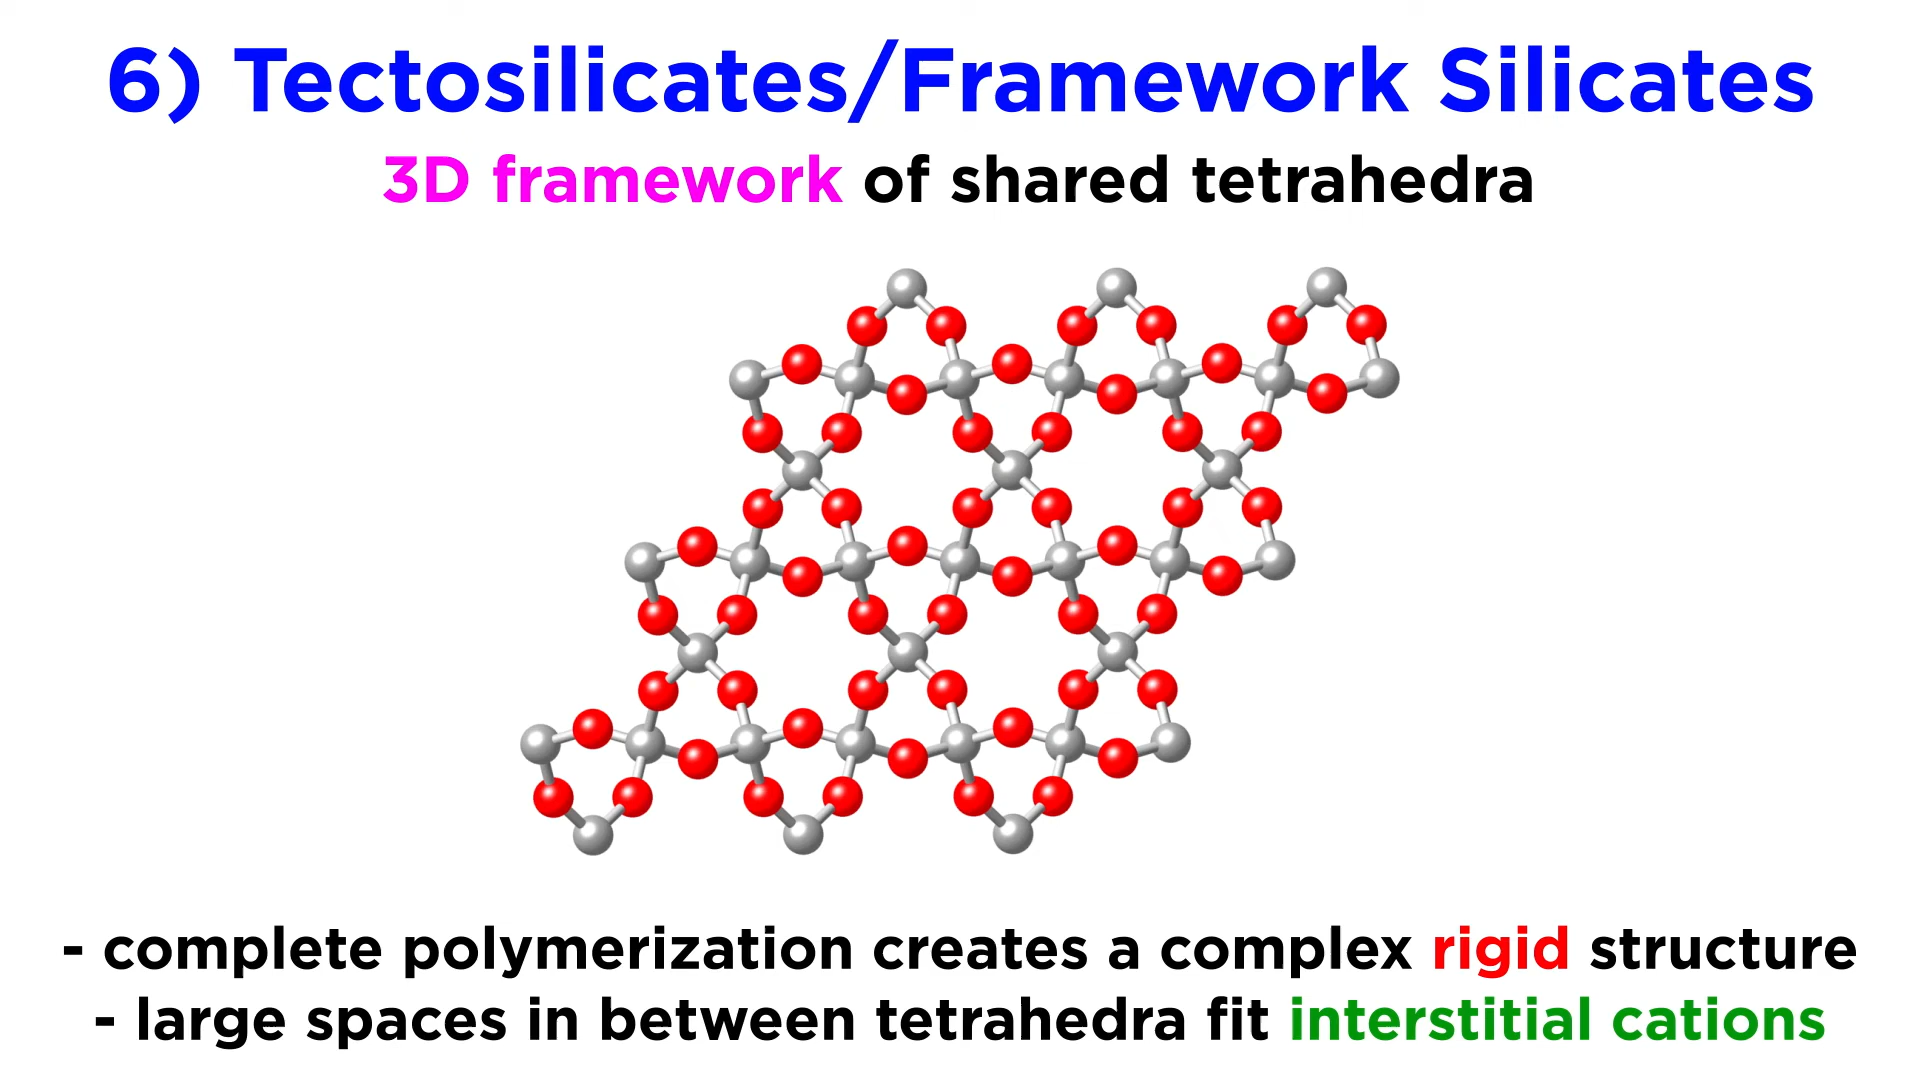 6) Tectosilicates/Framework Silicates
3D framework of shared tetrahedra
- complete polymerization creates a complex rigid structure
- large spaces in between tetrahedra fit interstitial cations